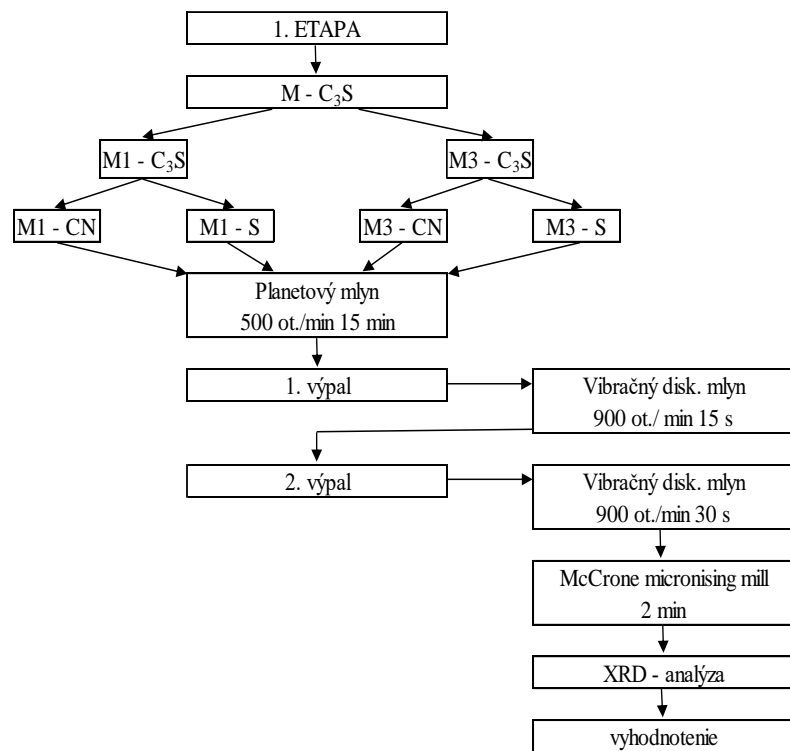 1. ETAPA
M - C₃S
M1 - C₃S
M3 - C₃S
M1 - CN
M1 - S
M3 - CN
M3 - S
Planetový mlyn
500 ot./min 15 min
1. výpal
Vibračný disk. mlyn
900 ot./ min 15 s
2. výpal
Vibračný disk. mlyn
900 ot./min 30 s
McCrone micronising mill
2 min
XRD - analýza
vyhodnotenie